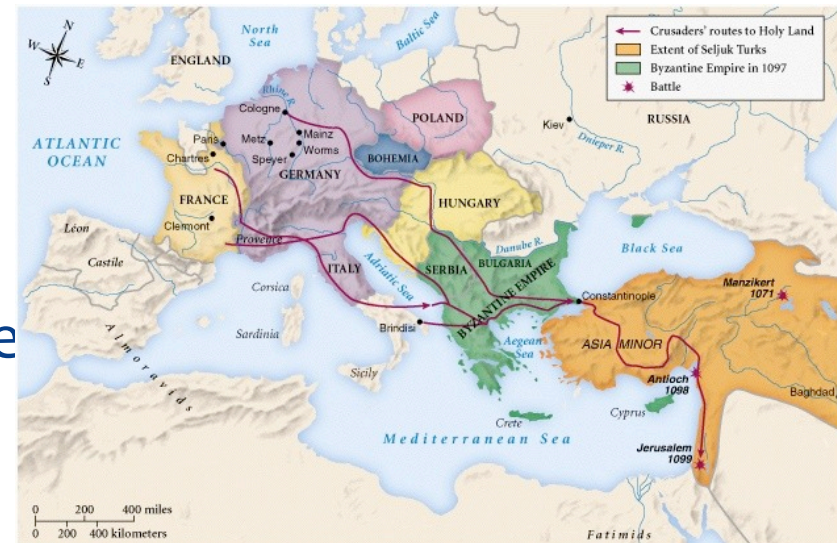 North
Sea
Baltic Sea
N
W
E
S
ENGLAND
Crusaders' routes to Holy Land
Extent of Seljuk Turks
Byzantine Empire in 1097
Battle
Rhine R.
Cologne
POLAND
Kiev
RUSSIA
Dnieper R.
ATLANTIC
OCEAN
Paris
Chartres
Metz
Mainz
Worms
Speyer
GERMANY
BOHEMIA
FRANCE
HUNGARY
Clermont
Provence
Léon
Castile
ITALY
Adriatic Sea
SERBIA
BULGARIA
Danube R.
Black Sea
BYZANTINE EMPIRE
Constantinople
Manzikert
1071
Corsica
Sardinia
Brindisi
Aegean
Sea
ASIA MINOR
e
Almoravids
Sicily
Antioch
1098
Baghdad
Crete
Cyprus
Mediterranean Sea
Jerusalem
1099
0 200 400 miles
0 200 400 kilometers
Fatimids